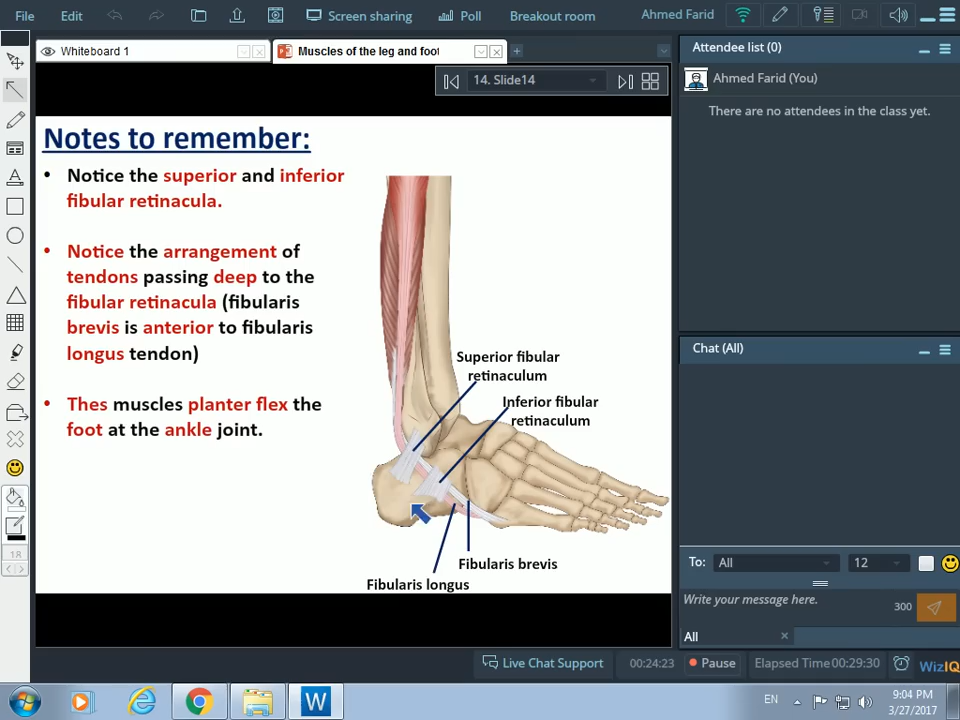 File Edit Screen sharing Poll Breakout room Ahmed Farid
Whiteboard 1
Muscles of the leg and foot
14. Slide14
Notes to remember:
• Notice the superior and inferior
fibular retinacula.
• Notice the arrangement of
tendons passing deep to the
fibular retinacula (fibularis
brevis is anterior to fibularis
longus tendon)
• Thes muscles planter flex the
foot at the ankle joint.
Superior fibular
retinaculum
Inferior fibular
retinaculum
Fibularis brevis
Fibularis longus
18
Attendee list (0)
Ahmed Farid (You)
There are no attendees in the class yet.
Chat (All)
To: All 12
Write your message here. 300
All
Live Chat Support 00:24:23 Pause Elapsed Time 00:29:30 WizIQ
EN 9:04 PM
3/27/2017